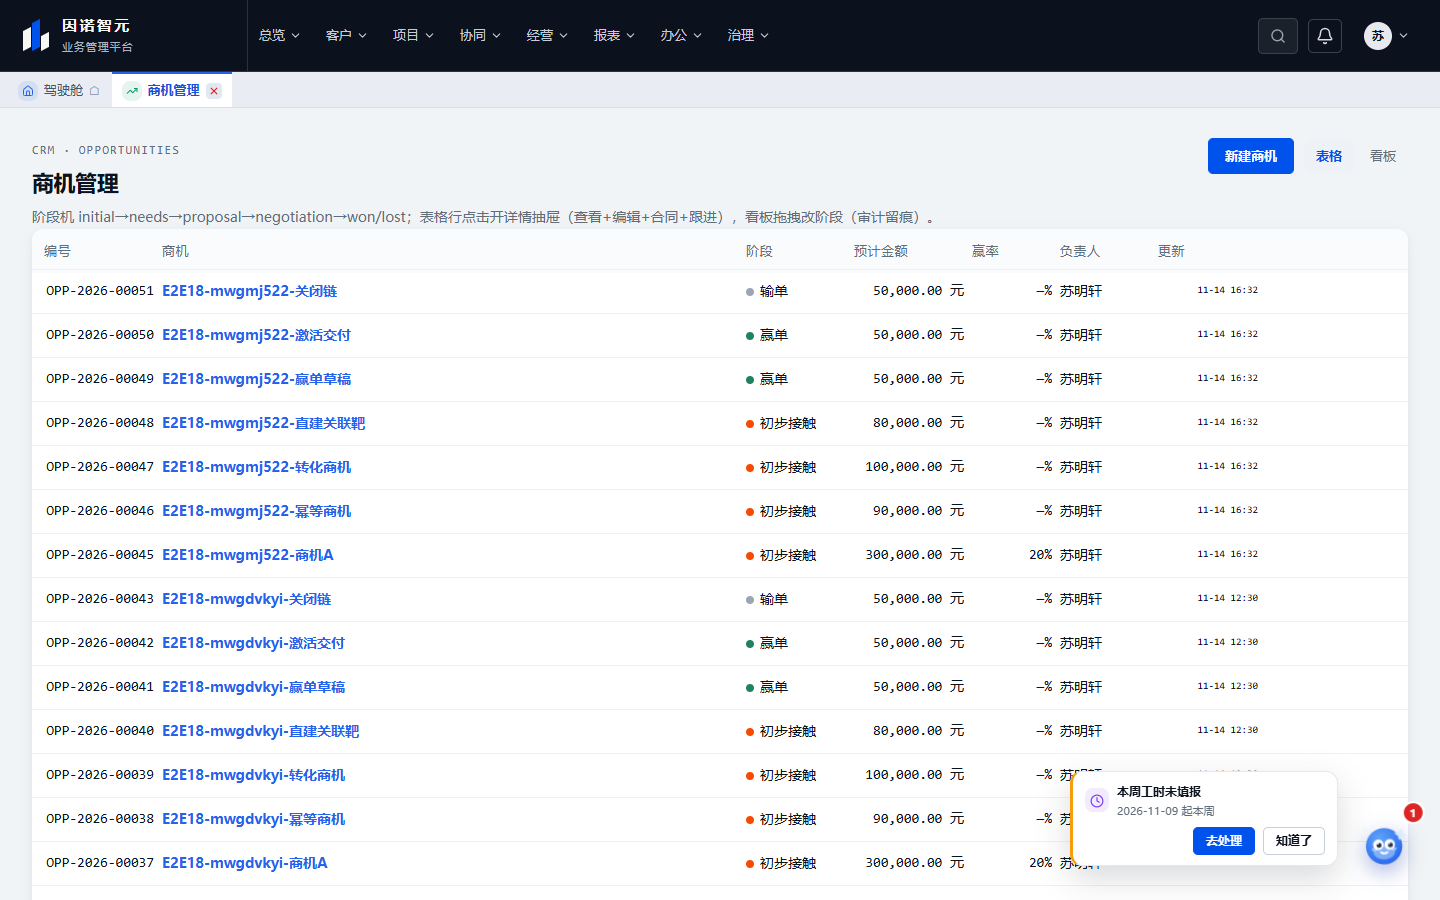 因诺智元
业务管理平台
总览 客户 项目 协同 经营 报表 办公 治理
苏
驾驶舱 商机管理
CRM · OPPORTUNITIES
商机管理
新建商机 表格 看板
阶段机 initial→needs→proposal→negotiation→won/lost；表格行点击开详情抽屉（查看+编辑+合同+跟进），看板拖拽改阶段（审计留痕）。
编号 商机 阶段 预计金额 赢率 负责人 更新
OPP-2026-00051 E2E18-mwgmj522-关闭链 输单 50,000.00 元 —% 苏明轩 11-14 16:32
OPP-2026-00050 E2E18-mwgmj522-激活交付 赢单 50,000.00 元 —% 苏明轩 11-14 16:32
OPP-2026-00049 E2E18-mwgmj522-赢单草稿 赢单 50,000.00 元 —% 苏明轩 11-14 16:32
OPP-2026-00048 E2E18-mwgmj522-直建关联靶 初步接触 80,000.00 元 —% 苏明轩 11-14 16:32
OPP-2026-00047 E2E18-mwgmj522-转化商机 初步接触 100,000.00 元 —% 苏明轩 11-14 16:32
OPP-2026-00046 E2E18-mwgmj522-幂等商机 初步接触 90,000.00 元 —% 苏明轩 11-14 16:32
OPP-2026-00045 E2E18-mwgmj522-商机A 初步接触 300,000.00 元 20% 苏明轩 11-14 16:32
OPP-2026-00043 E2E18-mwgdvkyi-关闭链 输单 50,000.00 元 —% 苏明轩 11-14 12:30
OPP-2026-00042 E2E18-mwgdvkyi-激活交付 赢单 50,000.00 元 —% 苏明轩 11-14 12:30
OPP-2026-00041 E2E18-mwgdvkyi-赢单草稿 赢单 50,000.00 元 —% 苏明轩 11-14 12:30
OPP-2026-00040 E2E18-mwgdvkyi-直建关联靶 初步接触 80,000.00 元 —% 苏明轩 11-14 12:30
OPP-2026-00039 E2E18-mwgdvkyi-转化商机 初步接触 100,000.00 元 —%
OPP-2026-00038 E2E18-mwgdvkyi-幂等商机 初步接触 90,000.00 元 —%
OPP-2026-00037 E2E18-mwgdvkyi-商机A 初步接触 300,000.00 元 20%
本周工时未填报
2026-11-09 起本周
去处理 知道了
1